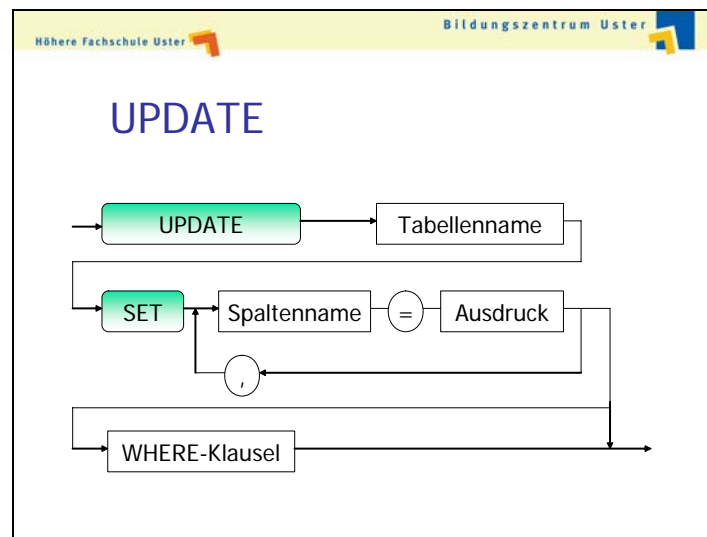 Höhere Fachschule Uster
Bildungszentrum Uster
UPDATE
UPDATE Tabellenname
SET Spaltenname = Ausdruck
,
WHERE-Klausel